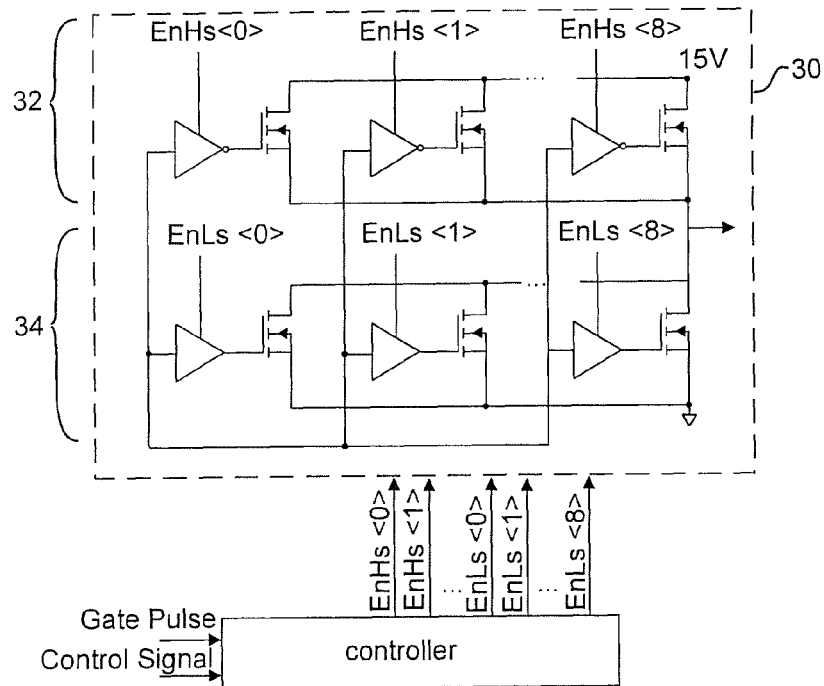 EnHs<0> EnHs <1> EnHs <8>
15V
30
32
EnLs <0> EnLs <1> EnLs <8>
34
...
...
EnHs <0>
EnHs <1>
...
EnLs <0>
EnLs <1>
...
EnLs <8>
Gate Pulse
Control Signal
controller